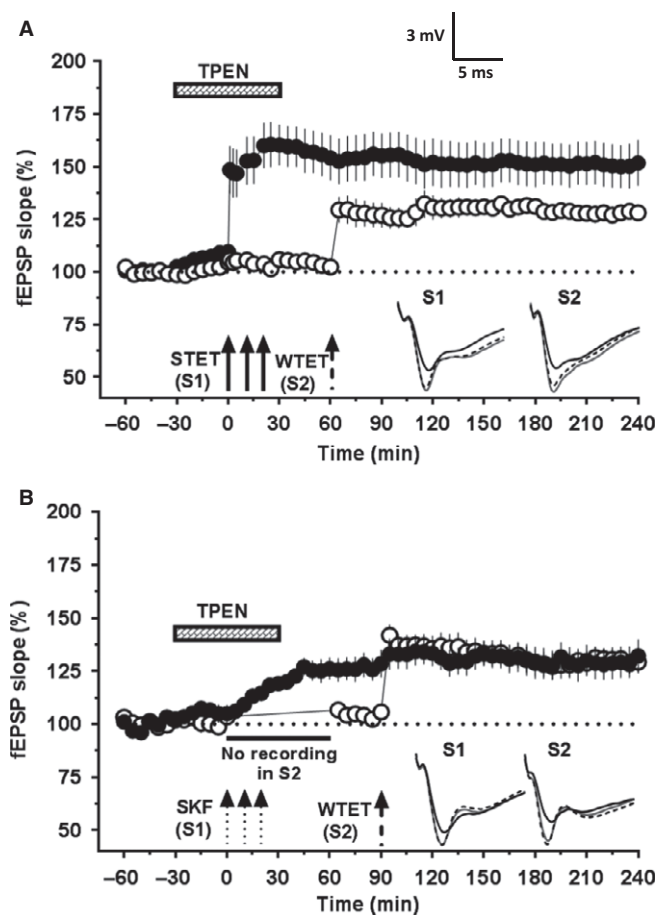 A
3 mV
5 ms
TPEN
200
175
150
125
100
75
50
fEPSP slope (%)
S1
S2
STET
(S1)
WTET
(S2)
−60 −30 0 30 60 90 120 150 180 210 240
Time (min)
B
TPEN
200
175
150
125
100
75
50
fEPSP slope (%)
No recording
in S2
S1
S2
SKF
(S1)
WTET
(S2)
−60 −30 0 30 60 90 120 150 180 210 240
Time (min)